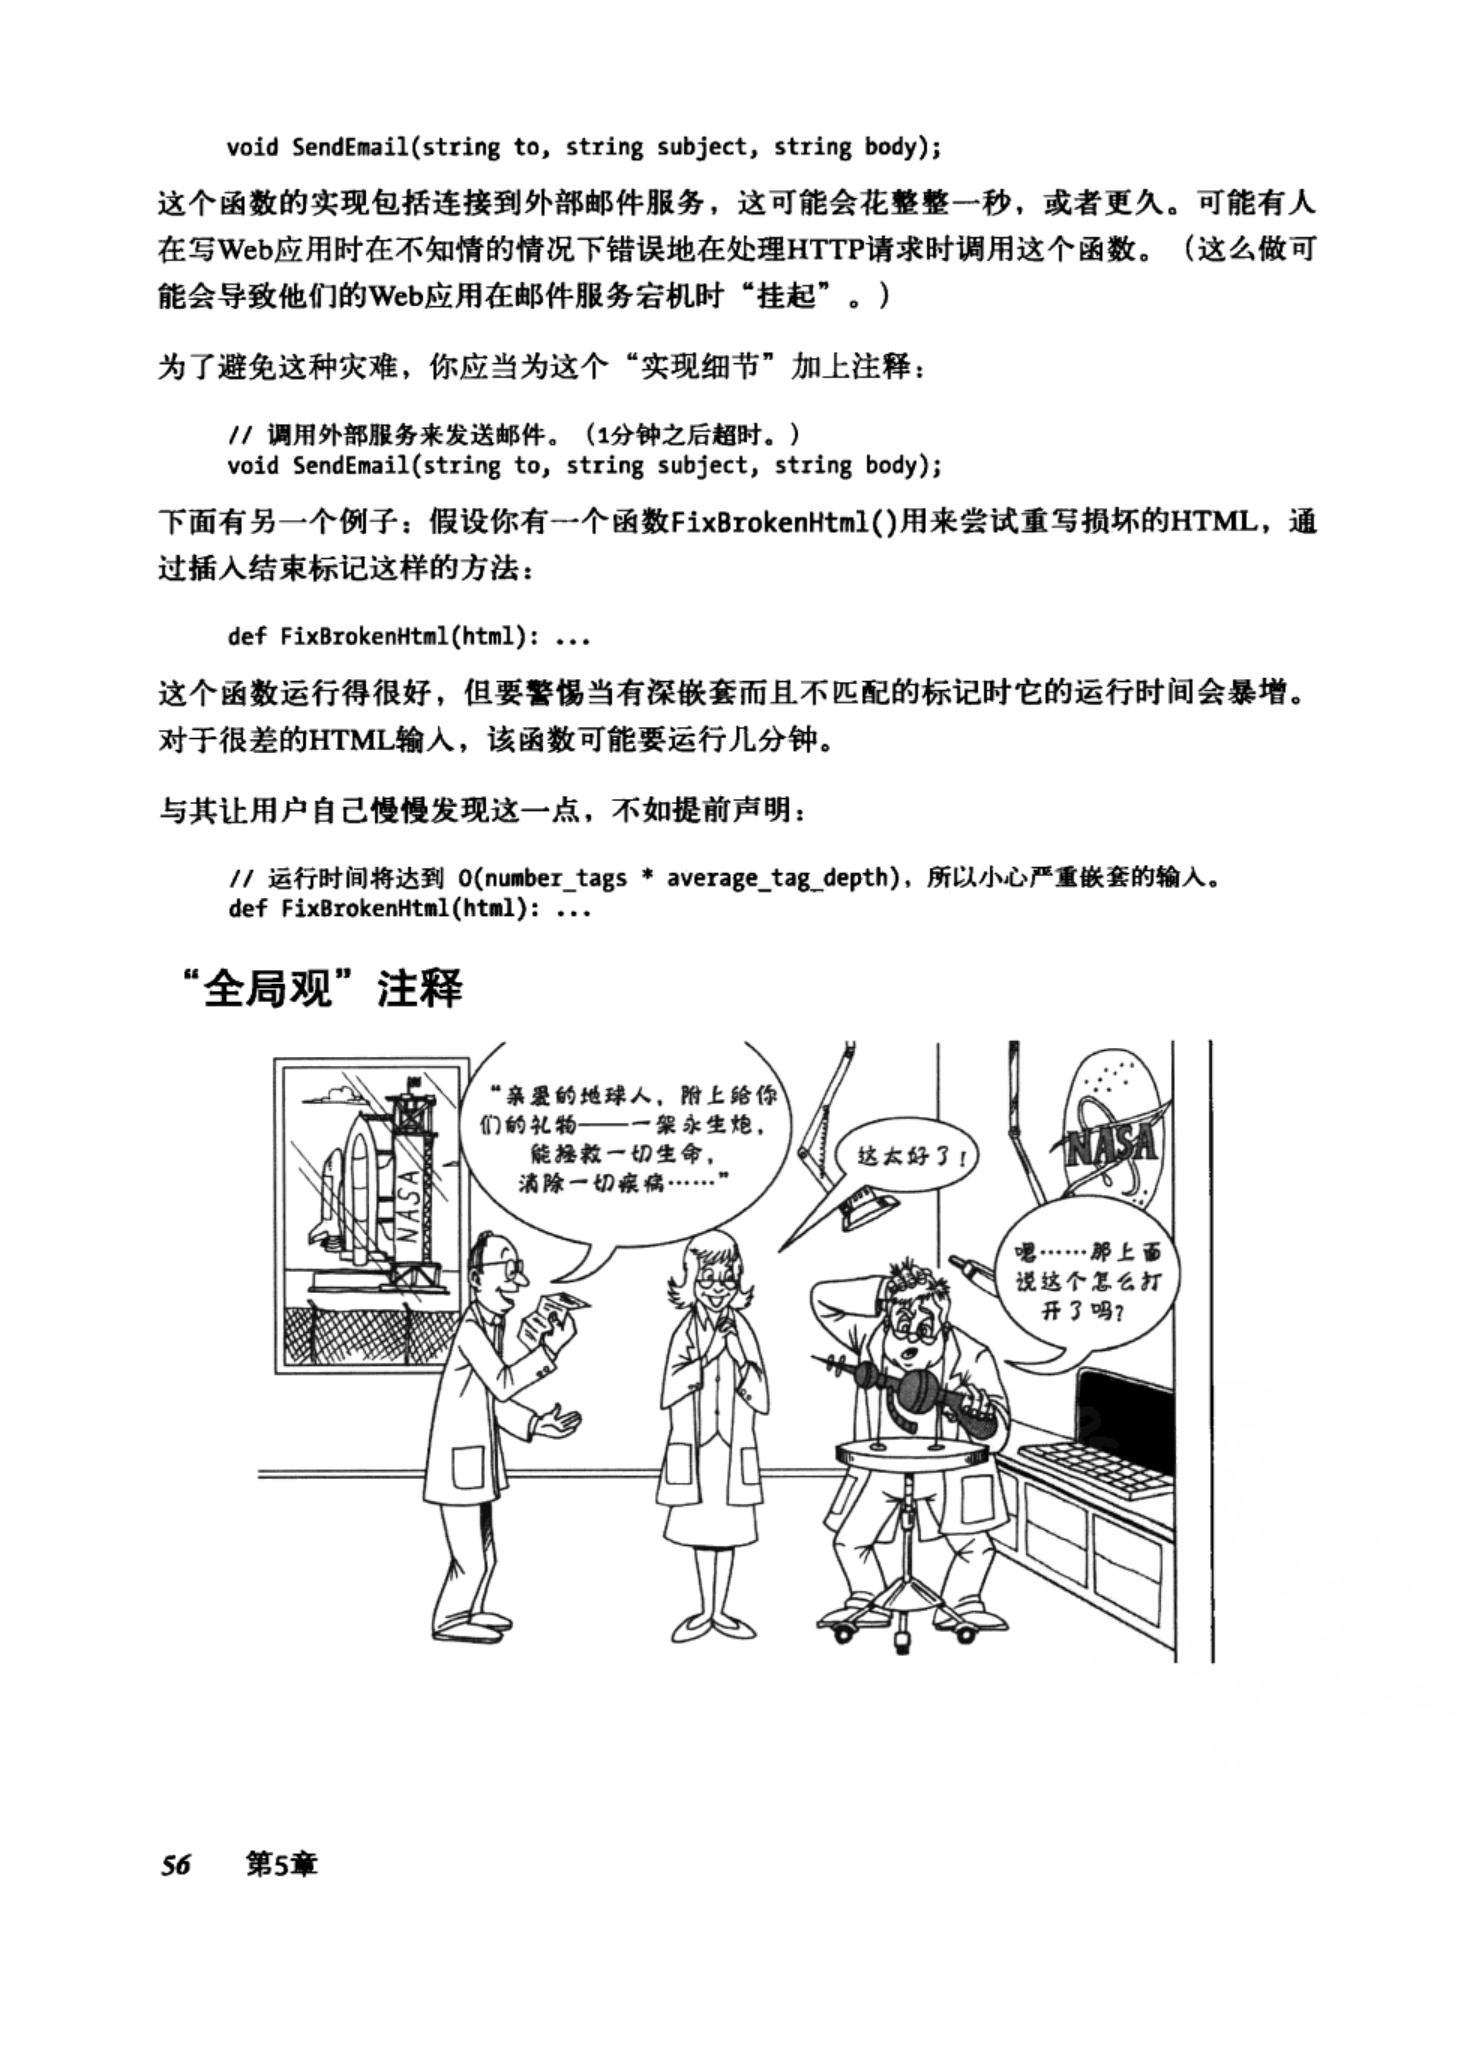 void SendEmail(string to, string subject, string body);
这个函数的实现包括连接到外部邮件服务，这可能会花整整一秒，或者更久。可能有人
在写Web应用时在不知情的情况下错误地在处理HTTP请求时调用这个函数。（这么做可
能会导致他们的Web应用在邮件服务宕机时“挂起”。）
为了避免这种灾难，你应当为这个“实现细节”加上注释：
// 调用外部服务来发送邮件。（1分钟之后超时。）
void SendEmail(string to, string subject, string body);
下面有另一个例子：假设你有一个函数FixBrokenHtml()用来尝试重写损坏的HTML，通
过插入结束标记这样的方法：
def FixBrokenHtml(html): ...
这个函数运行得很好，但要警惕当有深嵌套而且不匹配的标记时它的运行时间会暴增。
对于很差的HTML输入，该函数可能要运行几分钟。
与其让用户自己慢慢发现这一点，不如提前声明：
// 运行时间将达到 O(number_tags * average_tag_depth)，所以小心严重嵌套的输入。
def FixBrokenHtml(html): ...
“全局观”注释
“亲爱的地球人，附上给你
们的礼物——一架永生炮，
能拯救一切生命，
消除一切疾病……”
这太好了！
NASA
NASA
嗯……那上面
说这个怎么打
开了吗？
56 第5章